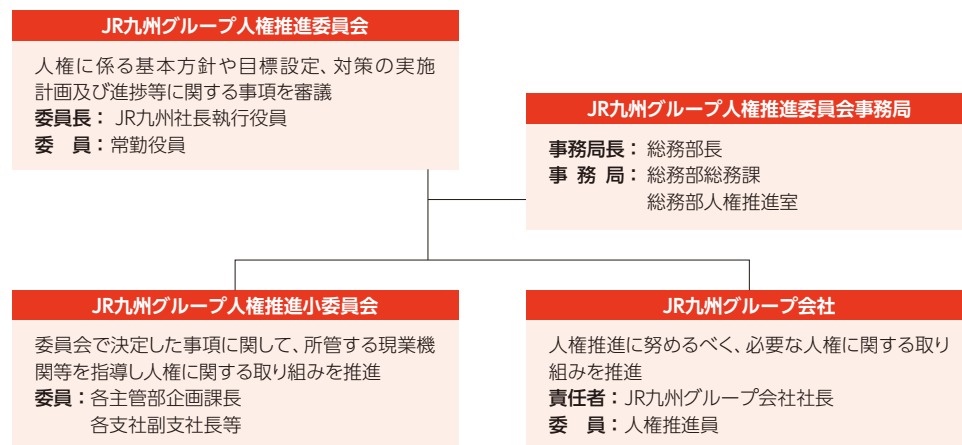 JR九州グループ人権推進委員会
人権に係る基本方針や目標設定、対策の実施
計画及び進捗等に関する事項を審議
委員長：JR九州社長執行役員
委　員：常勤役員
JR九州グループ人権推進委員会事務局
事務局長：総務部長
事 務 局：総務部総務課
総務部人権推進室
JR九州グループ人権推進小委員会
委員会で決定した事項に関して、所管する現業機
関等を指導し人権に関する取り組みを推進
委員：各主管部企画課長
各支社副支社長等
JR九州グループ会社
人権推進に努めるべく、必要な人権に関する取り
組みを推進
責任者：JR九州グループ会社社長
委　員：人権推進員